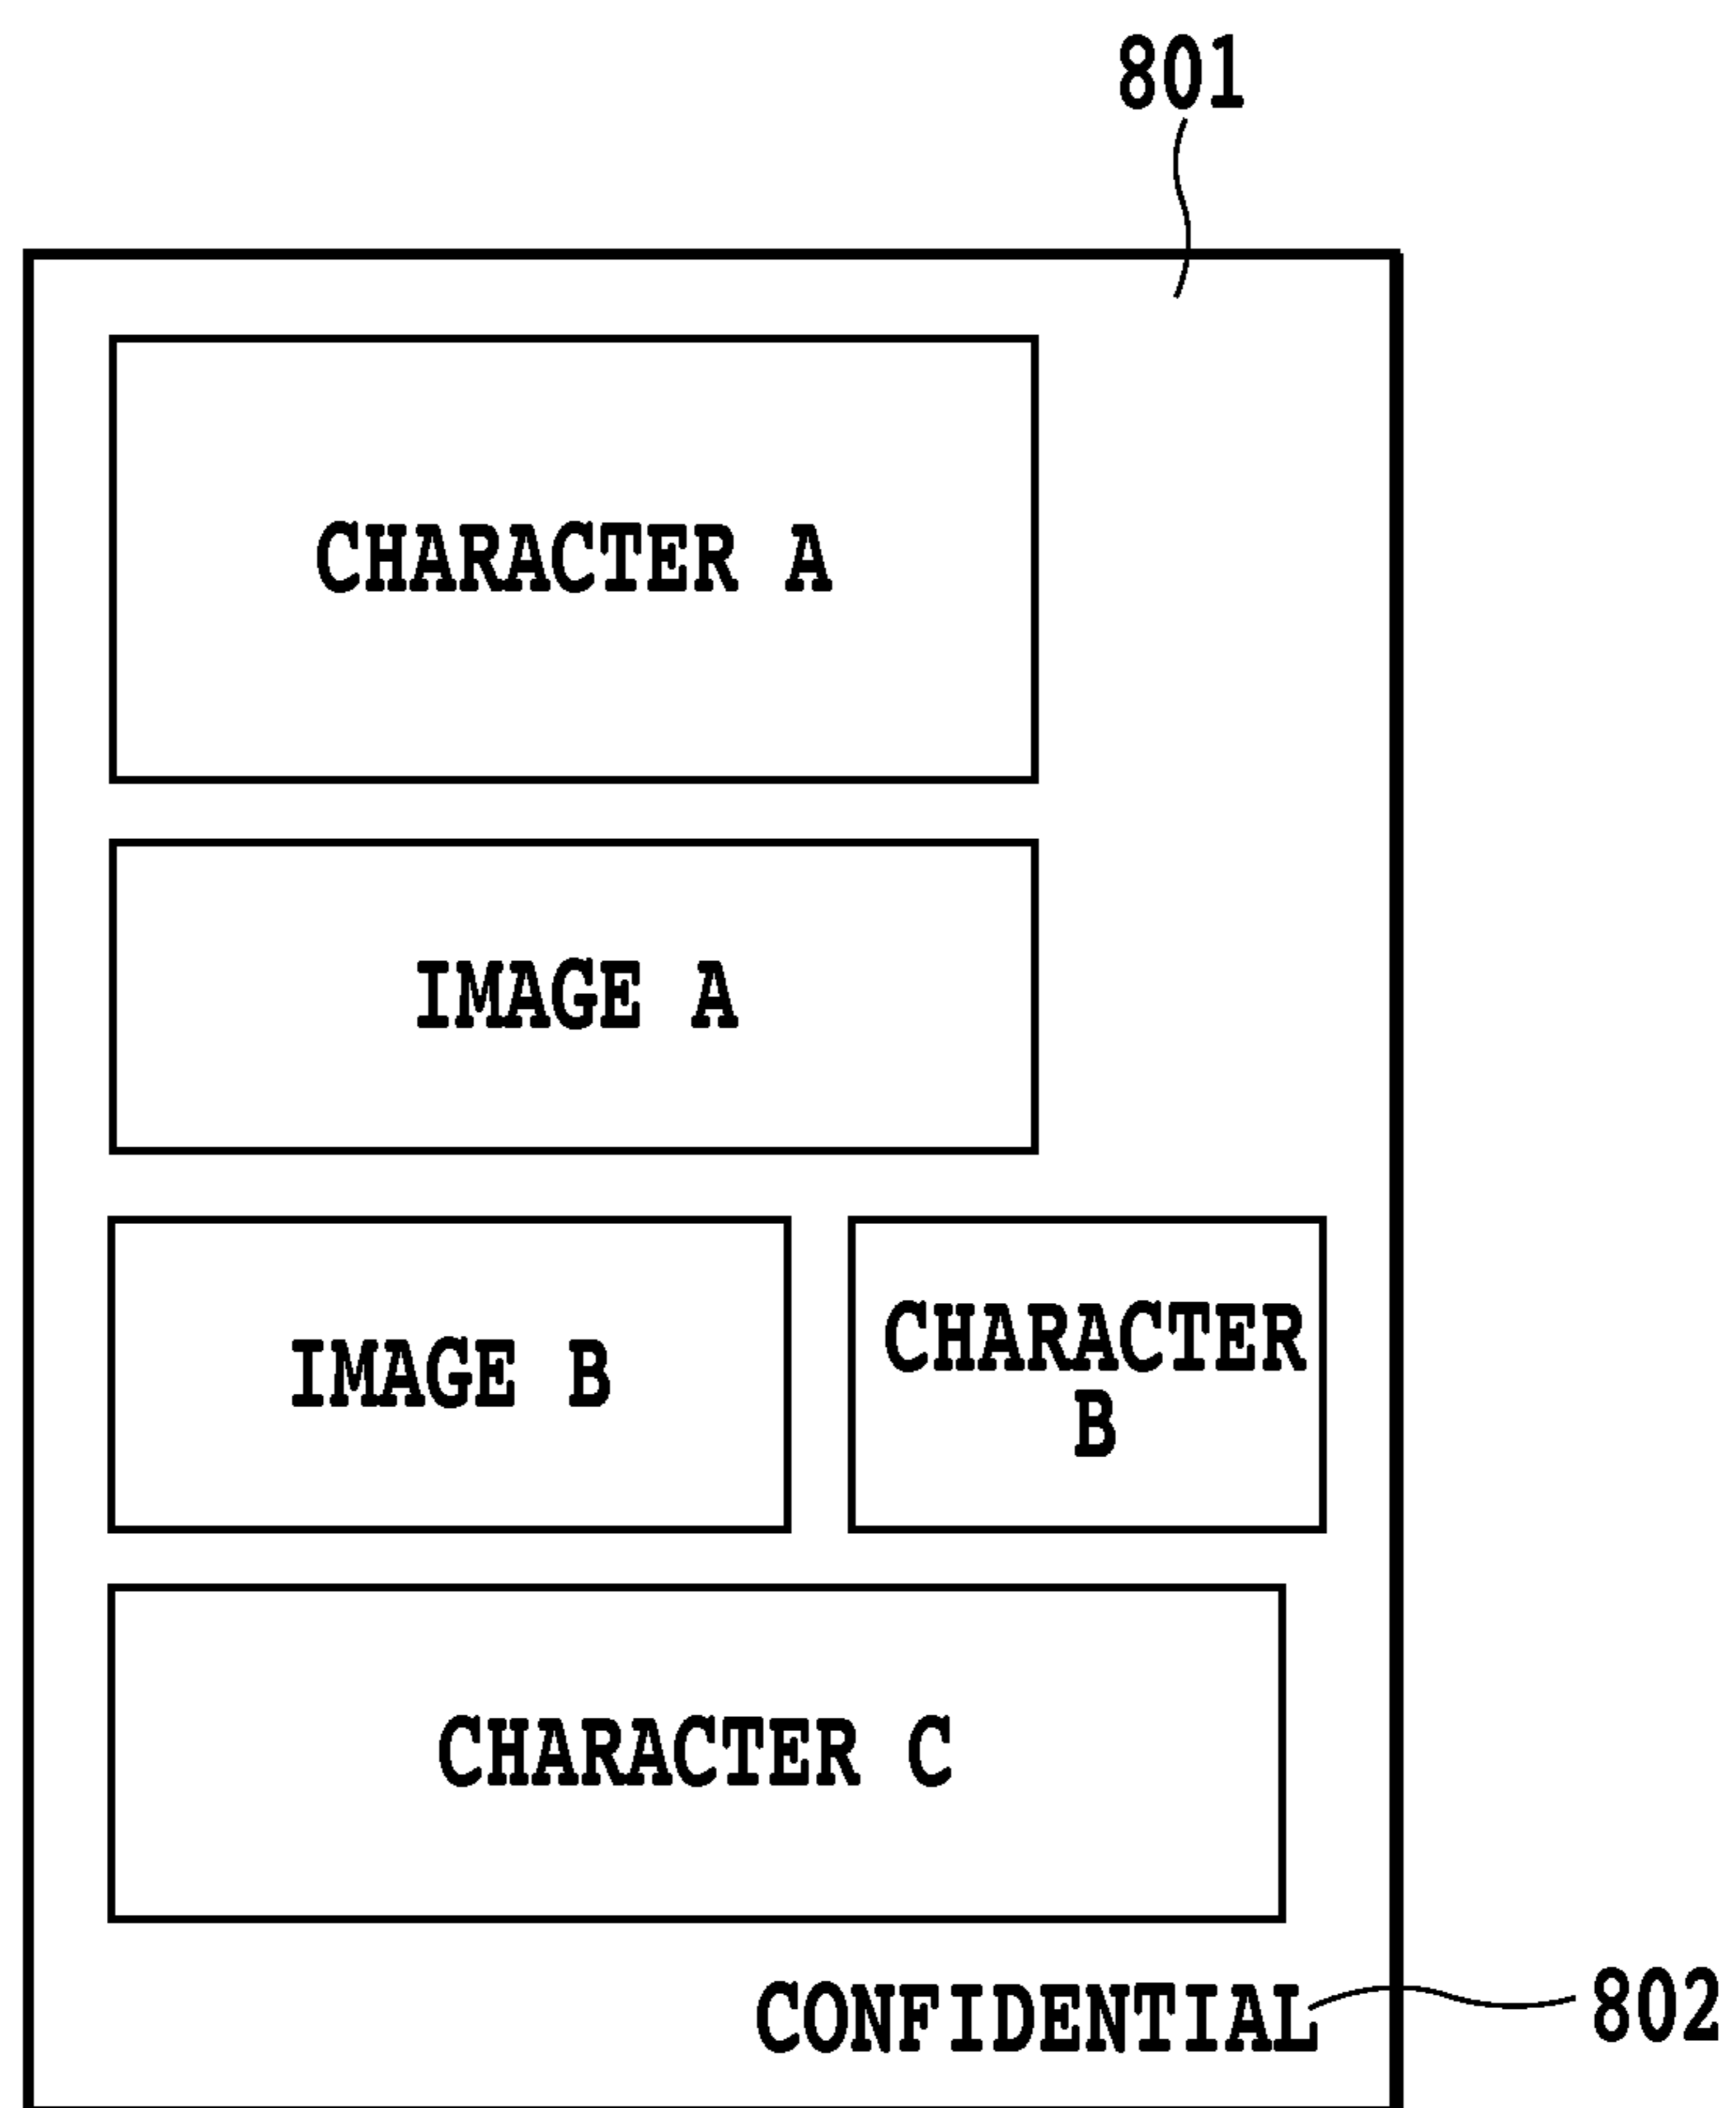 801
CHARACTER A
IMAGE A
IMAGE B
CHARACTER
B
CHARACTER C
CONFIDENTIAL
802